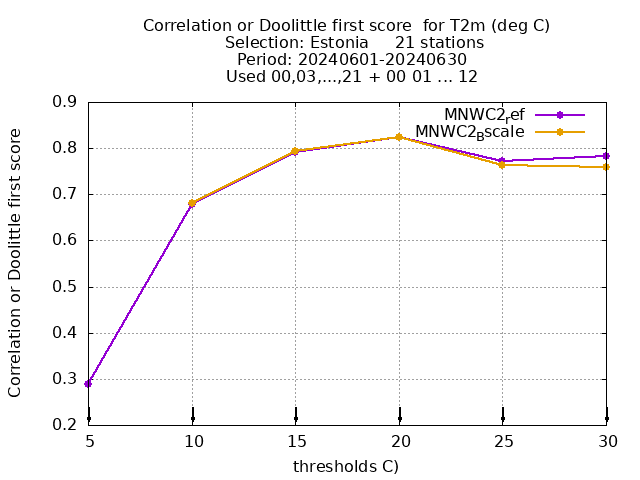 Correlation or Doolittle first score  for T2m (deg C)
Selection: Estonia     21 stations
Period: 20240601-20240630
Used 00,03,...,21 + 00 01 ... 12
MNWC2ref
MNWC2Bscale
Correlation or Doolittle first score
0.9
0.8
0.7
0.6
0.5
0.4
0.3
0.2
5 10 15 20 25 30
thresholds C)